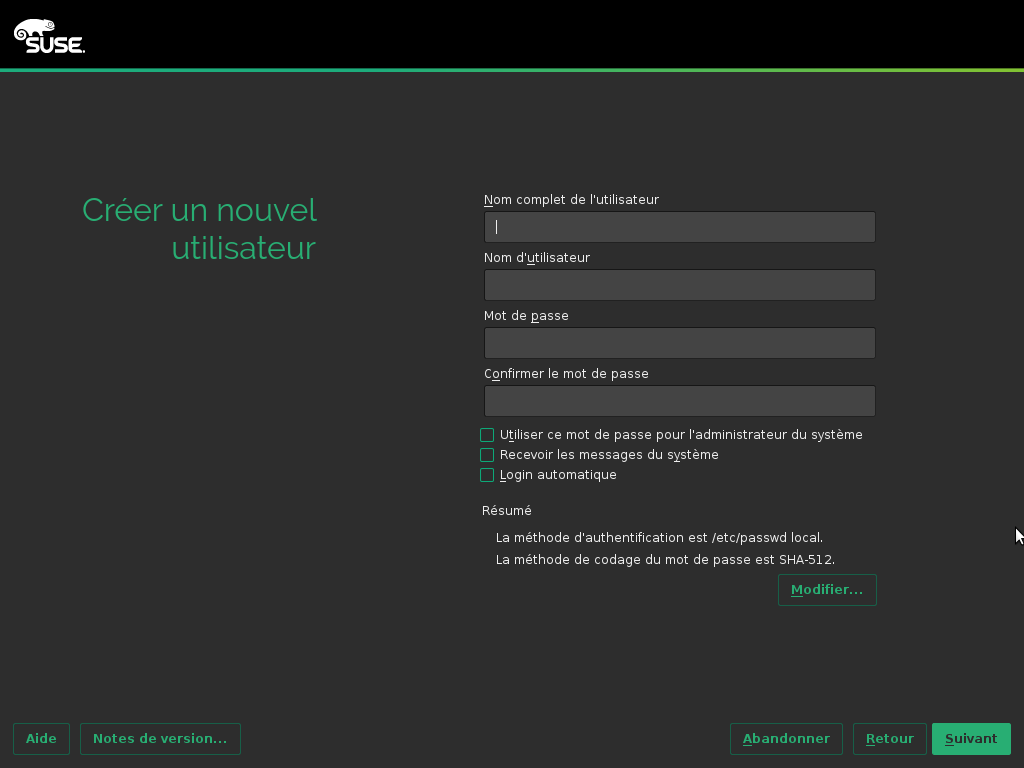 SUSE.
Créer un nouvel
utilisateur
Nom complet de l'utilisateur
Nom d'utilisateur
Mot de passe
Confirmer le mot de passe
Utiliser ce mot de passe pour l'administrateur du système
Recevoir les messages du système
Login automatique
Résumé
La méthode d'authentification est /etc/passwd local.
La méthode de codage du mot de passe est SHA-512.
Modifier...
Aide Notes de version... Abandonner Retour Suivant